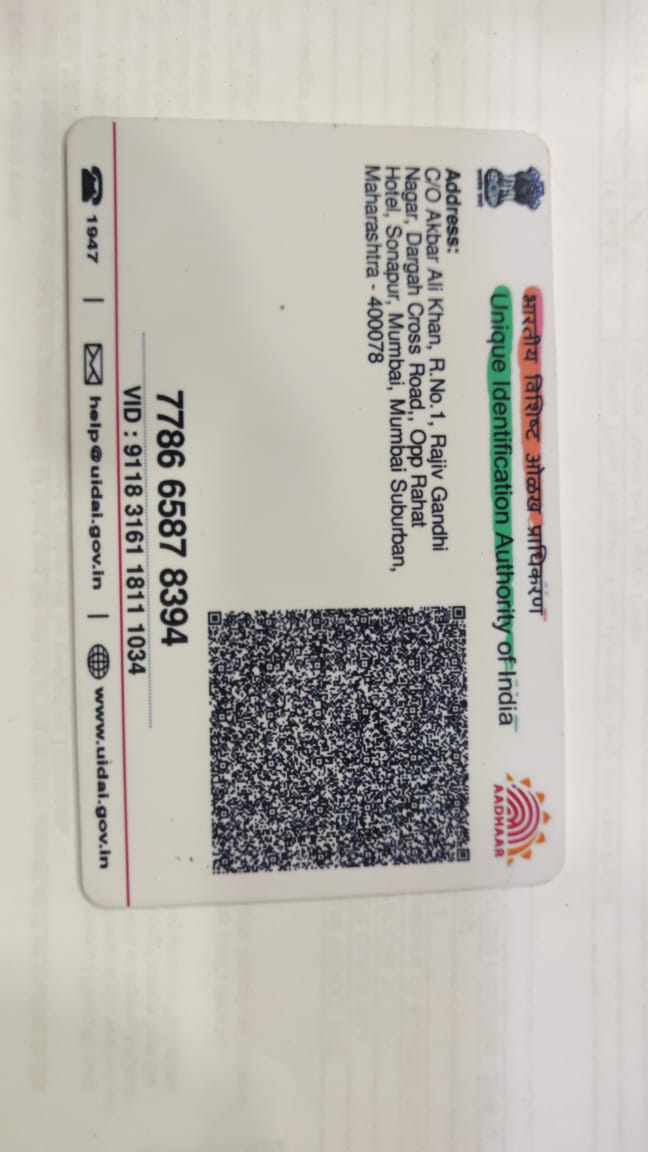 भारतीय विशिष्ट ओळख प्राधिकरण
Unique Identification Authority of India
AADHAAR
Address:
C/O Akbar Ali Khan, R.No.1, Rajiv Gandhi
Nagar, Dargah Cross Road,, Opp Rahat
Hotel, Sonapur, Mumbai, Mumbai Suburban,
Maharashtra - 400078
7786 6587 8394
VID : 9118 3161 1811 1034
1947 | help@uidai.gov.in | www.uidai.gov.in